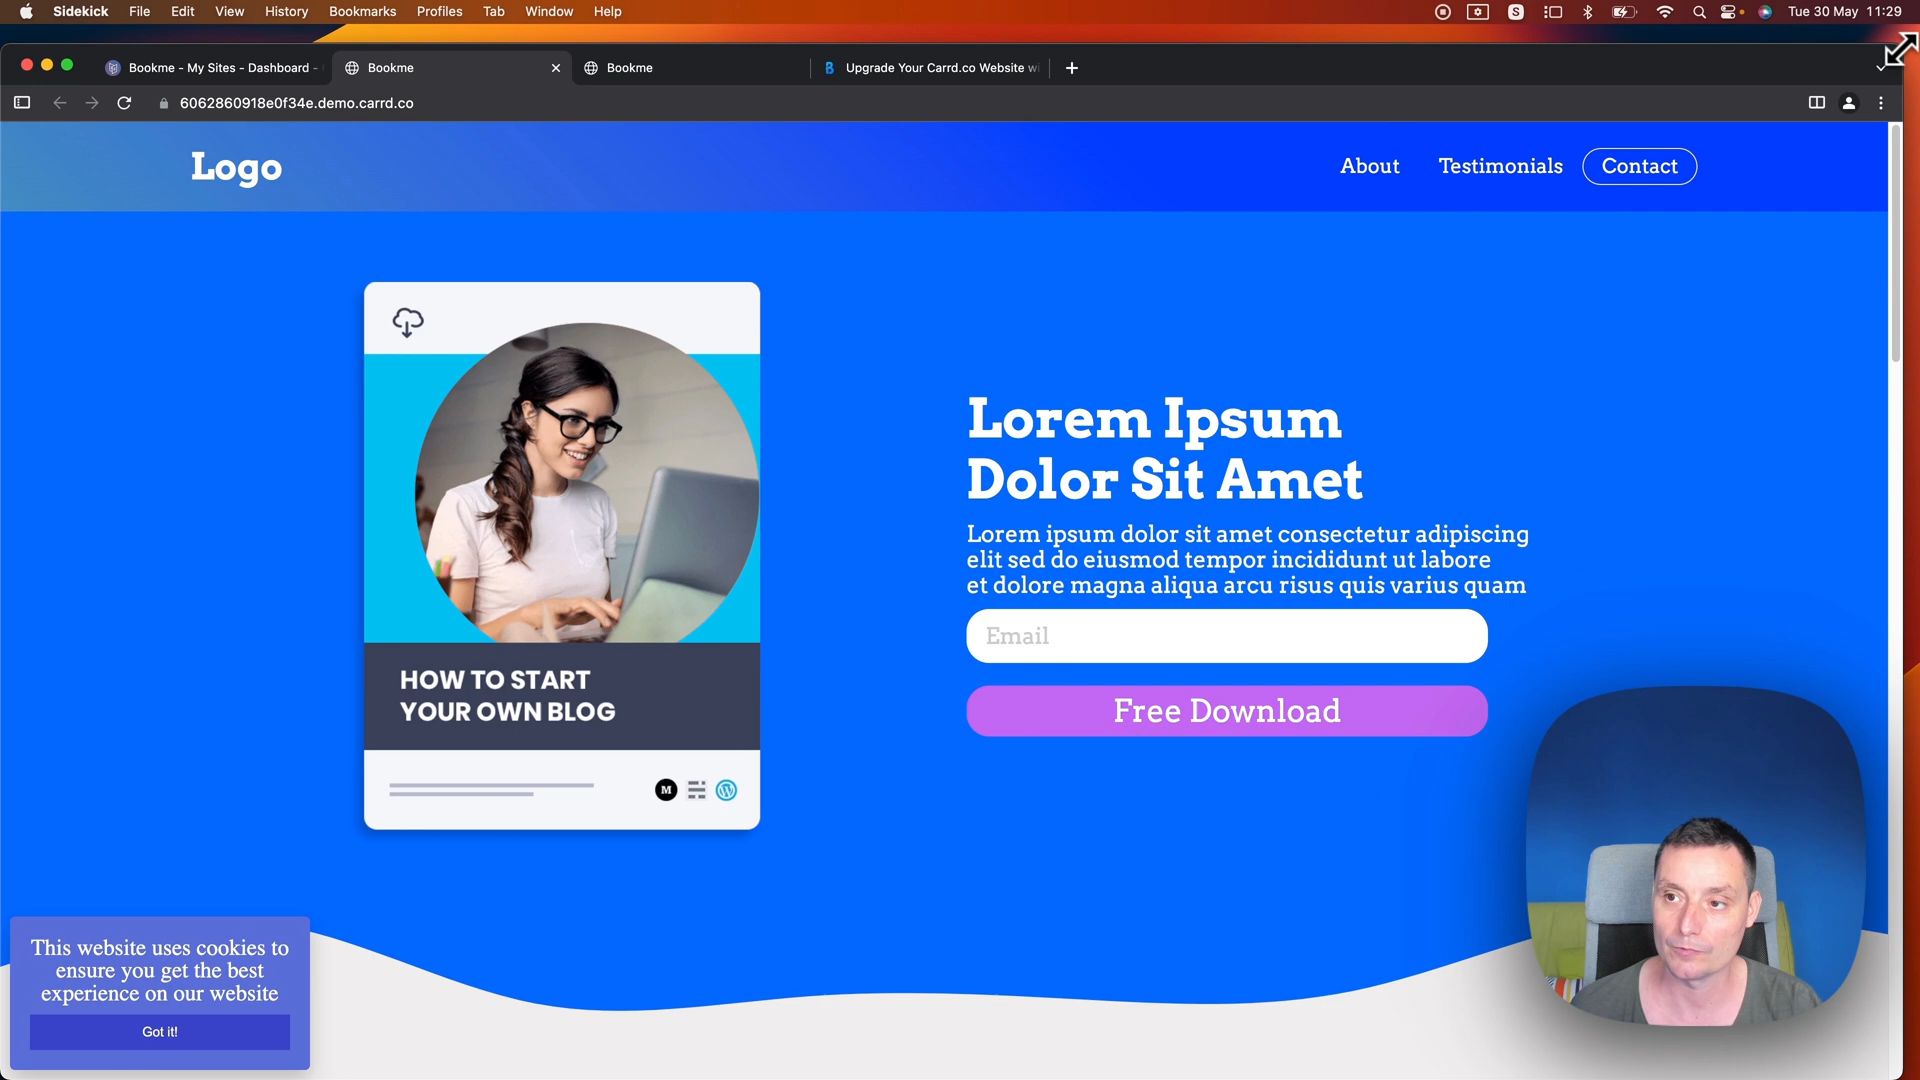 Sidekick File Edit View History Bookmarks Profiles Tab Window Help
S
Tue 30 May 11:29
Bookme - My Sites - Dashboard -
Bookme
Bookme
B Upgrade Your Carrd.co Website wi
6062860918e0f34e.demo.carrd.co
Logo
About Testimonials Contact
HOW TO START
YOUR OWN BLOG
M
Lorem Ipsum
Dolor Sit Amet
Lorem ipsum dolor sit amet consectetur adipiscing
elit sed do eiusmod tempor incididunt ut labore
et dolore magna aliqua arcu risus quis varius quam
Email
Free Download
This website uses cookies to
ensure you get the best
experience on our website
Got it!